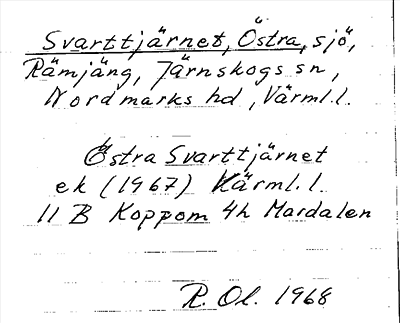 Svarttjärnet, Östra, sjö,
Rämjäng, Järnskogs sn,
Nordmarks hd, Värml. l.
Östra Svarttjärnet
ek (1967) Värml. l.
11 B Koppom 4h Mardalen
R. Ol. 1968